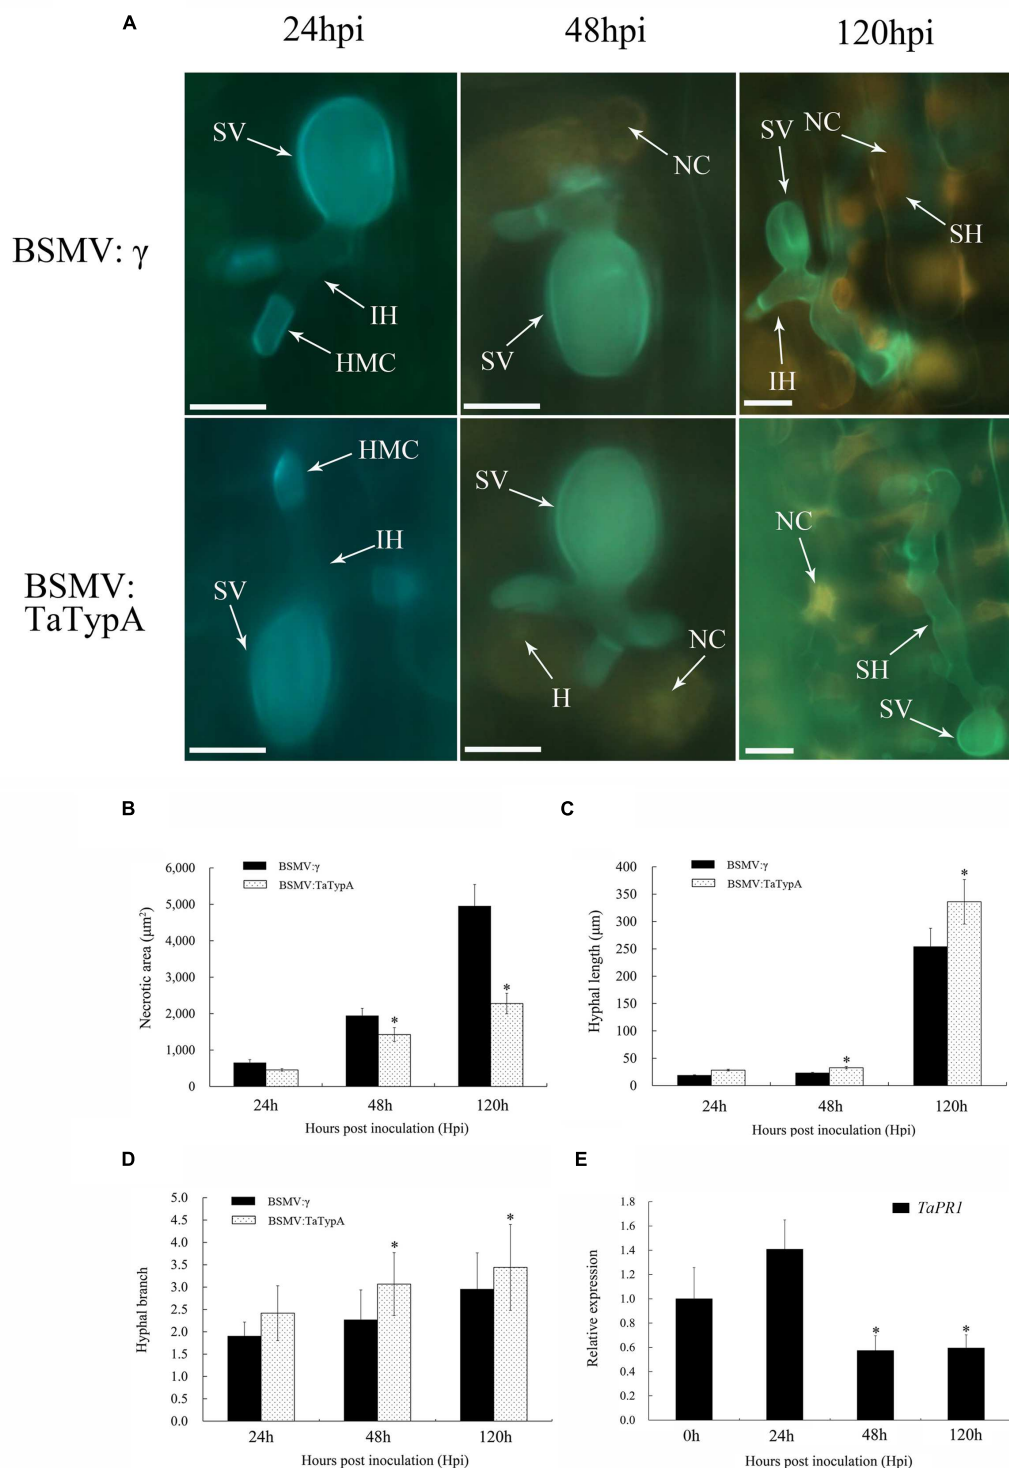 A
24hpi 48hpi 120hpi
BSMV: γ
SV
IH
HMC
NC
SV
SV
NC
SH
IH
BSMV:
TaTypA
HMC
IH
SV
SV
NC
H
NC
SH
SV
B
BSMV:γ
BSMV:TaTypA
Necrotic area (μm²)
6,000
5,000
4,000
3,000
2,000
1,000
0
*
*
24h 48h 120h
Hours post inoculation (Hpi)
C
BSMV:γ
BSMV:TaTypA
Hyphal length (μm)
400
350
300
250
200
150
100
50
0
*
*
24h 48h 120h
Hours post inoculation (Hpi)
D
BSMV:γ
BSMV:TaTypA
Hyphal branch
5.0
4.5
4.0
3.5
3.0
2.5
2.0
1.5
1.0
0.5
0.0
*
*
24h 48h 120h
Hours post inoculation (Hpi)
E
TaPR1
Relative expression
1.8
1.6
1.4
1.2
1.0
0.8
0.6
0.4
0.2
0.0
*
*
0h 24h 48h 120h
Hours post inoculation (Hpi)